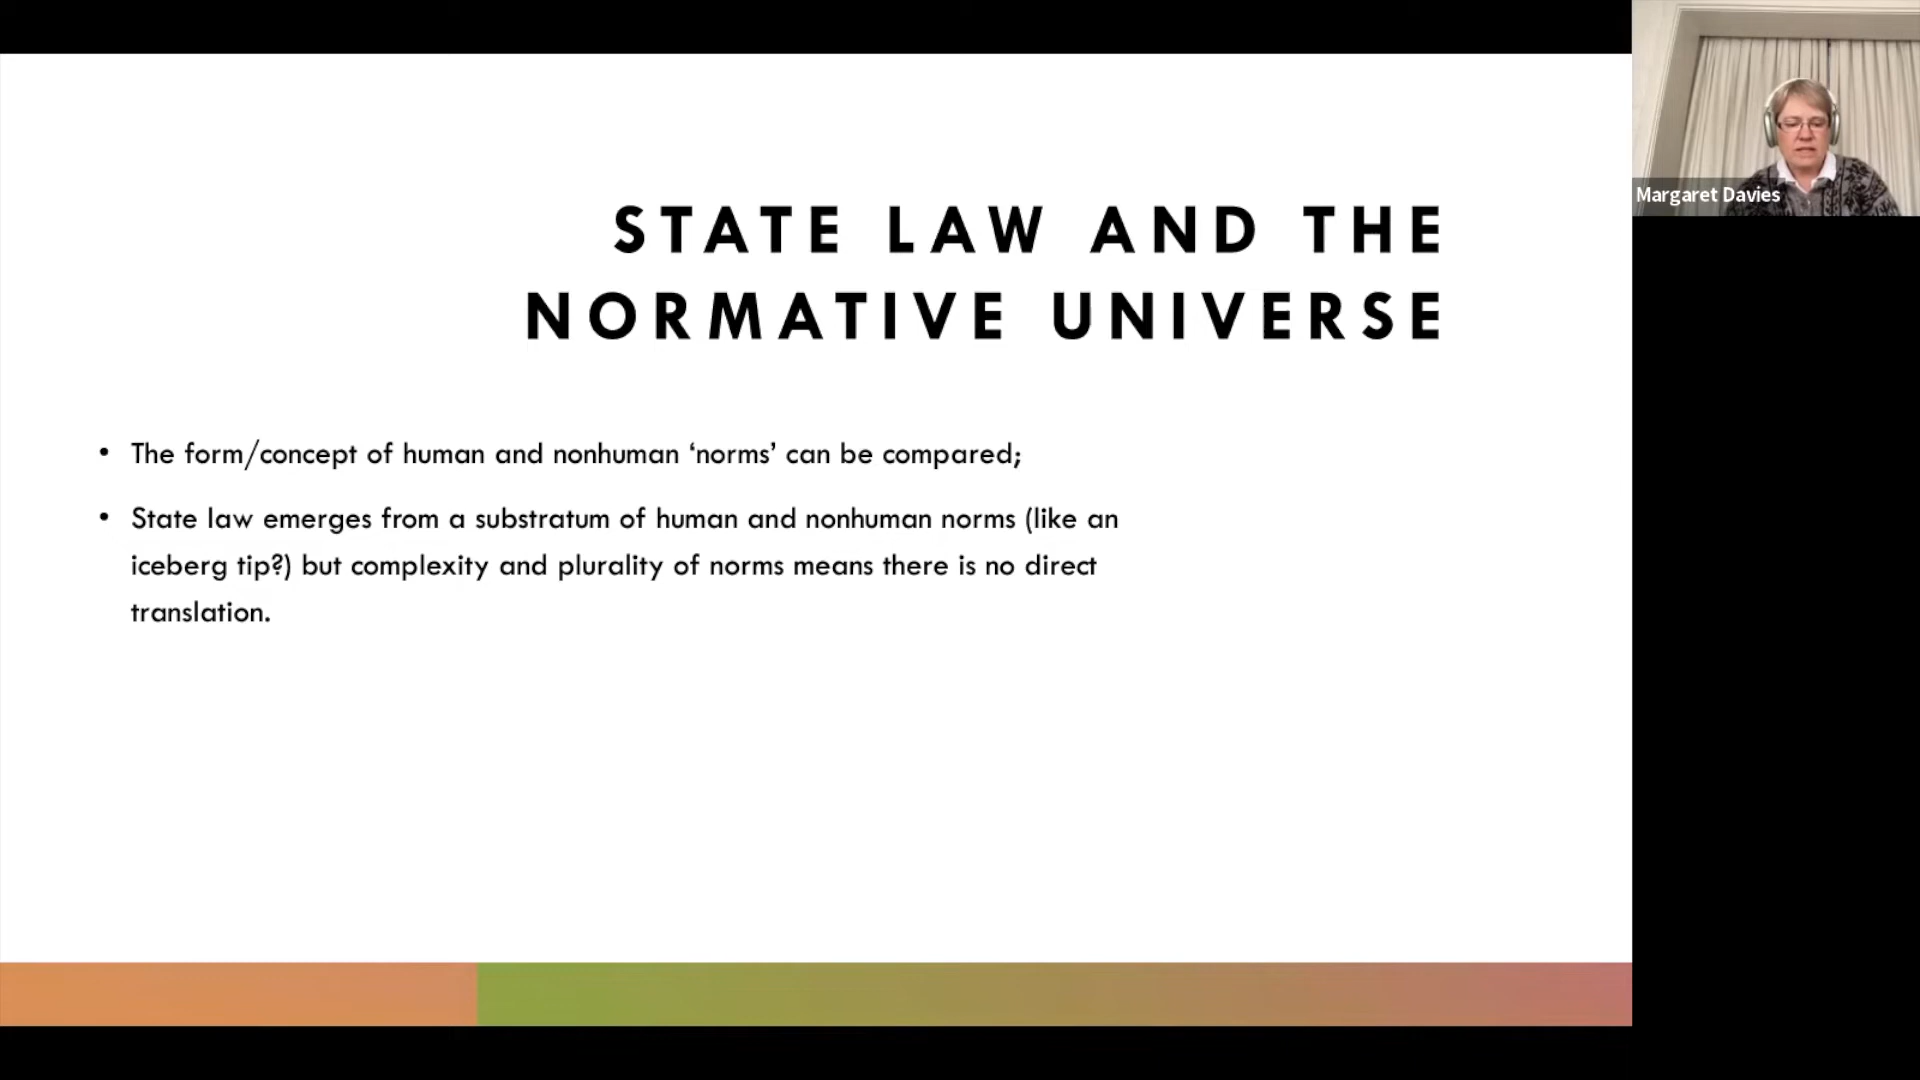 STATE LAW AND THE
NORMATIVE UNIVERSE
• The form/concept of human and nonhuman ‘norms’ can be compared;
• State law emerges from a substratum of human and nonhuman norms (like an
iceberg tip?) but complexity and plurality of norms means there is no direct
translation.
Margaret Davies